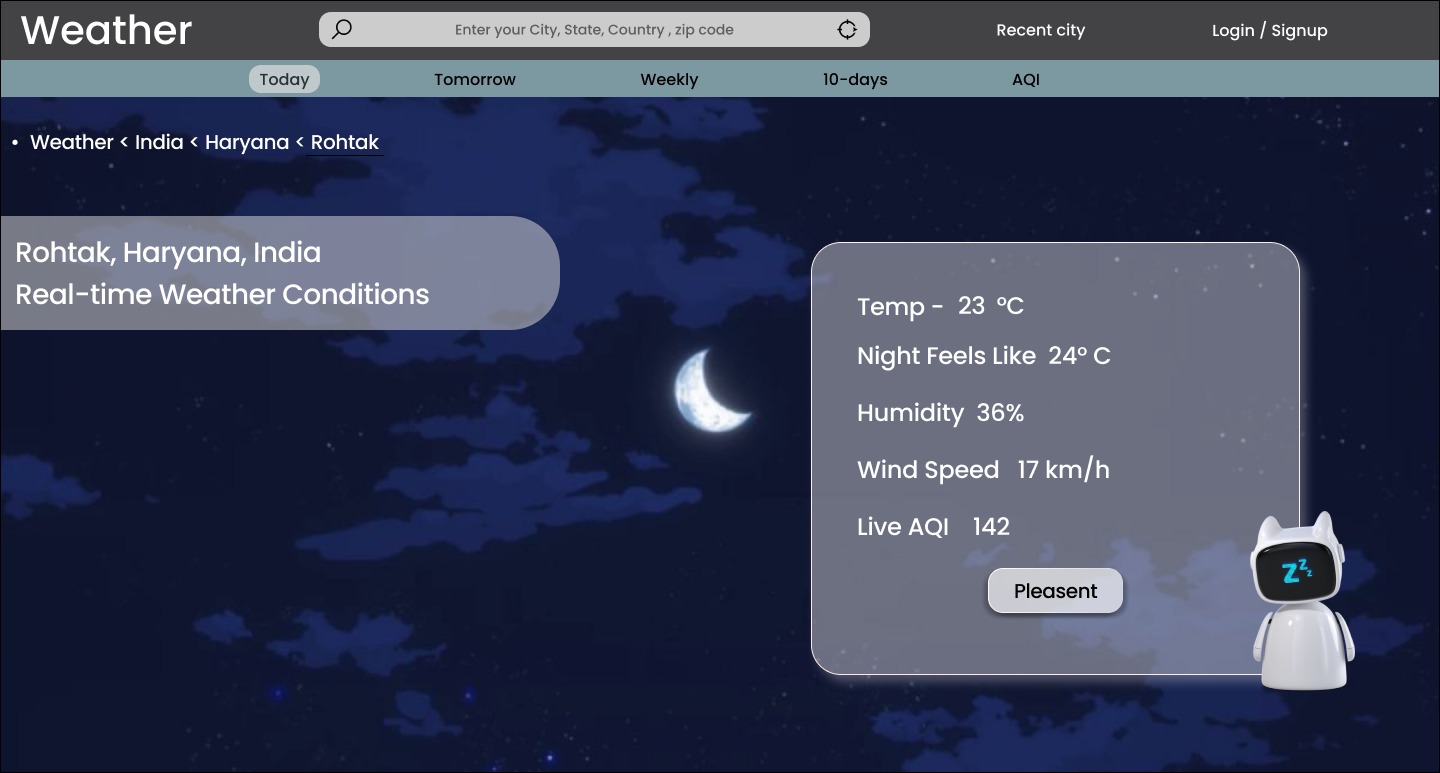 Weather
Enter your City, State, Country , zip code
Recent city
Login / Signup
Today
Tomorrow
Weekly
10-days
AQI
• Weather < India < Haryana < Rohtak
Rohtak, Haryana, India
Real-time Weather Conditions
Temp - 23 °C
Night Feels Like 24° C
Humidity 36%
Wind Speed 17 km/h
Live AQI 142
Pleasent
Z z z